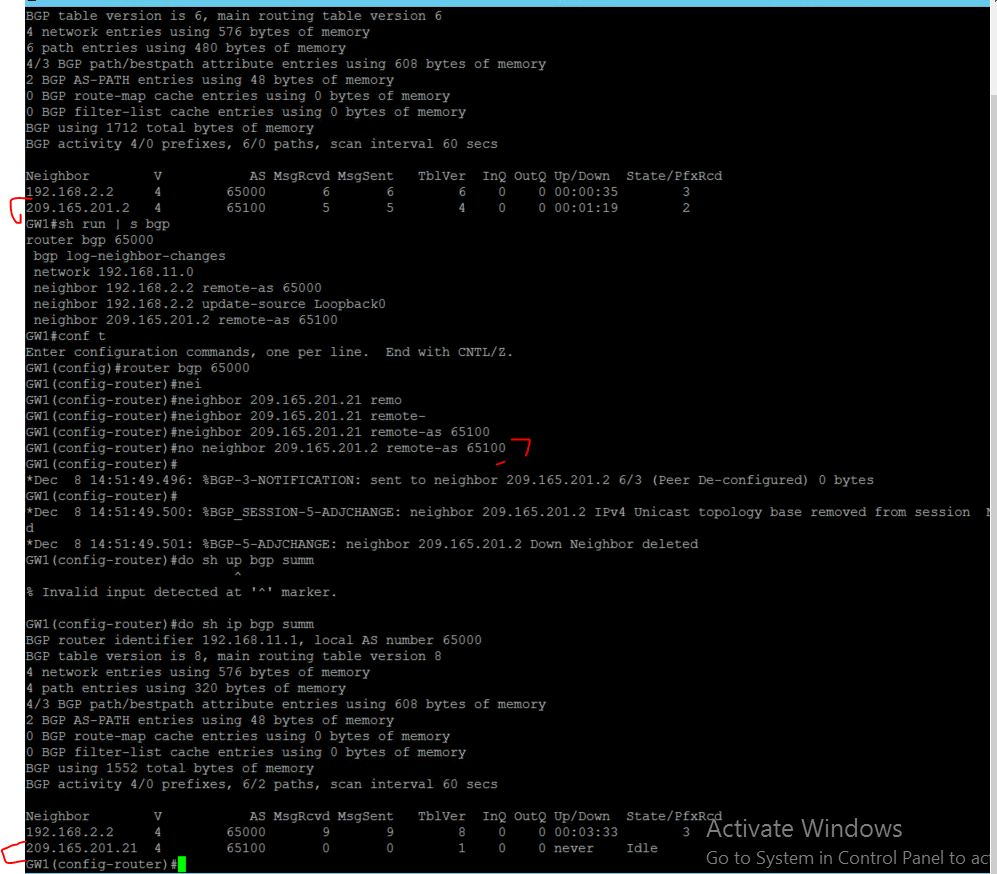 BGP table version is 6, main routing table version 6
4 network entries using 576 bytes of memory
6 path entries using 480 bytes of memory
4/3 BGP path/bestpath attribute entries using 608 bytes of memory
2 BGP AS-PATH entries using 48 bytes of memory
0 BGP route-map cache entries using 0 bytes of memory
0 BGP filter-list cache entries using 0 bytes of memory
BGP using 1712 total bytes of memory
BGP activity 4/0 prefixes, 6/0 paths, scan interval 60 secs
Neighbor V AS MsgRcvd MsgSent TblVer InQ OutQ Up/Down State/PfxRcd
192.168.2.2 4 65000 6 6 6 0 0 00:00:35 3
209.165.201.2 4 65100 5 5 4 0 0 00:01:19 2
GW1#sh run | s bgp
router bgp 65000
bgp log-neighbor-changes
network 192.168.11.0
neighbor 192.168.2.2 remote-as 65000
neighbor 192.168.2.2 update-source Loopback0
neighbor 209.165.201.2 remote-as 65100
GW1#conf t
Enter configuration commands, one per line. End with CNTL/Z.
GW1(config)#router bgp 65000
GW1(config-router)#nei
GW1(config-router)#neighbor 209.165.201.21 remo
GW1(config-router)#neighbor 209.165.201.21 remote-
GW1(config-router)#neighbor 209.165.201.21 remote-as 65100
GW1(config-router)#no neighbor 209.165.201.2 remote-as 65100
GW1(config-router)#
*Dec 8 14:51:49.496: %BGP-3-NOTIFICATION: sent to neighbor 209.165.201.2 6/3 (Peer De-configured) 0 bytes
GW1(config-router)#
*Dec 8 14:51:49.500: %BGP_SESSION-5-ADJCHANGE: neighbor 209.165.201.2 IPv4 Unicast topology base removed from session N
d
*Dec 8 14:51:49.501: %BGP-5-ADJCHANGE: neighbor 209.165.201.2 Down Neighbor deleted
GW1(config-router)#do sh up bgp summ
^
% Invalid input detected at '^' marker.
GW1(config-router)#do sh ip bgp summ
BGP router identifier 192.168.11.1, local AS number 65000
BGP table version is 8, main routing table version 8
4 network entries using 576 bytes of memory
4 path entries using 320 bytes of memory
4/3 BGP path/bestpath attribute entries using 608 bytes of memory
2 BGP AS-PATH entries using 48 bytes of memory
0 BGP route-map cache entries using 0 bytes of memory
0 BGP filter-list cache entries using 0 bytes of memory
BGP using 1552 total bytes of memory
BGP activity 4/0 prefixes, 6/2 paths, scan interval 60 secs
Neighbor V AS MsgRcvd MsgSent TblVer InQ OutQ Up/Down State/PfxRcd
192.168.2.2 4 65000 9 9 8 0 0 00:03:33 3
209.165.201.21 4 65100 0 0 1 0 0 never Idle
GW1(config-router)#
Activate Windows
Go to System in Control Panel to ac